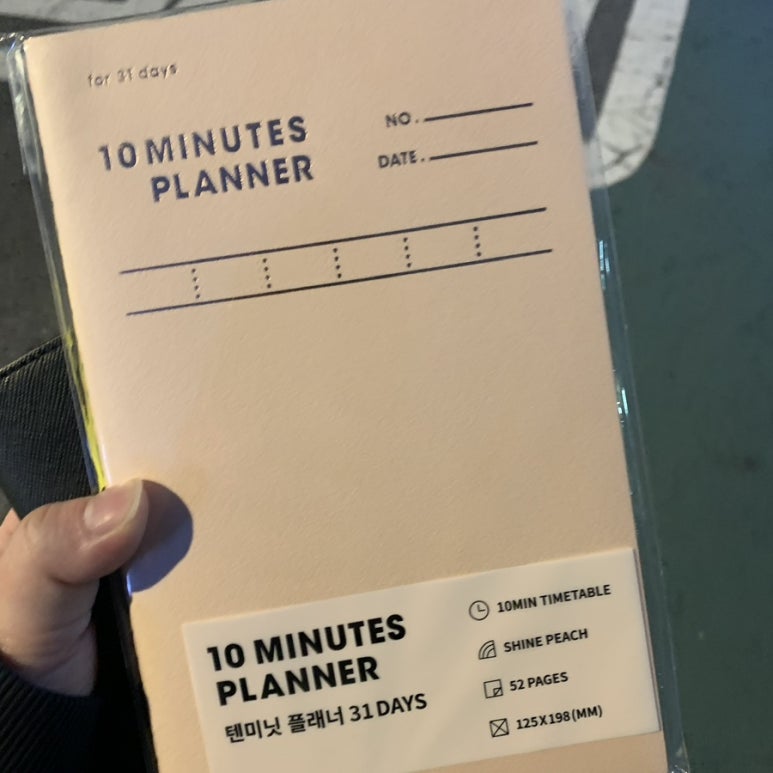 for 31 days
10 MINUTES
PLANNER
NO.
DATE.
10 MINUTES
PLANNER
텐미닛 플래너 31 DAYS
10MIN TIMETABLE
SHINE PEACH
52 PAGES
125X198(MM)